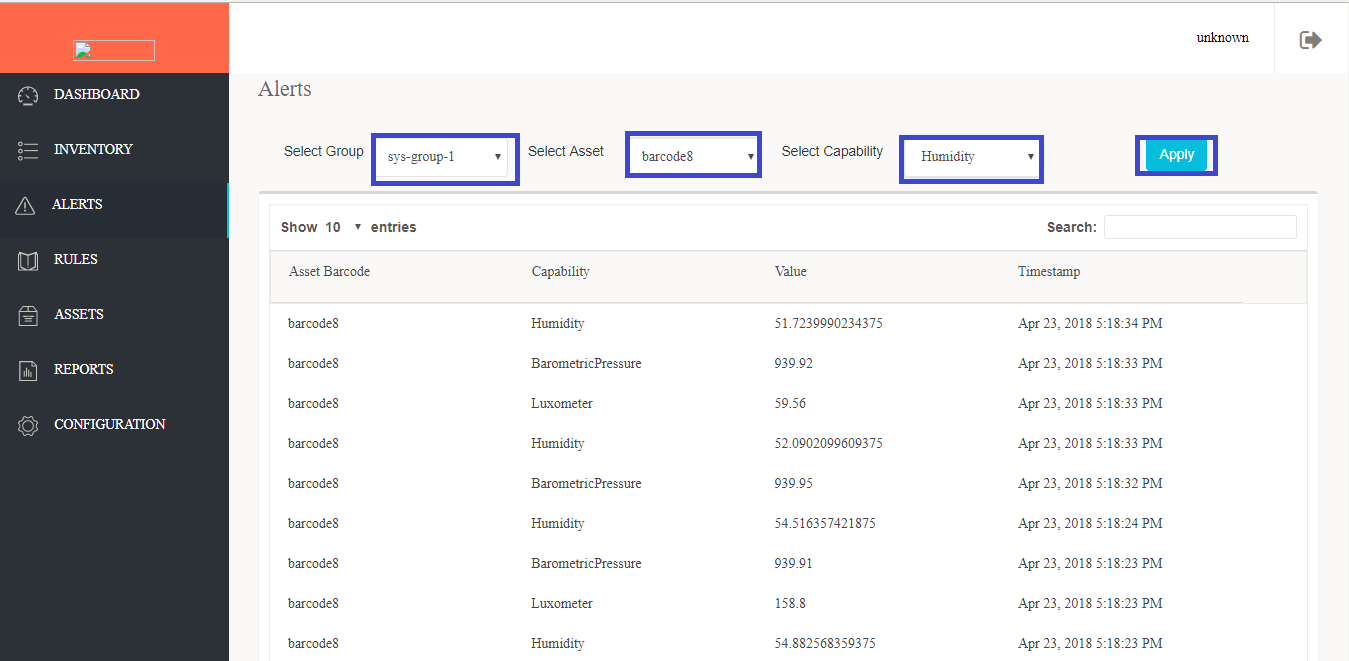 unknown
DASHBOARD
INVENTORY
ALERTS
RULES
ASSETS
REPORTS
CONFIGURATION
Alerts
Select Group sys-group-1 Select Asset barcode8 Select Capability Humidity Apply
Show 10 entries Search:
Asset Barcode Capability Value Timestamp
barcode8 Humidity 51.7239990234375 Apr 23, 2018 5:18:34 PM
barcode8 BarometricPressure 939.92 Apr 23, 2018 5:18:33 PM
barcode8 Luxometer 59.56 Apr 23, 2018 5:18:33 PM
barcode8 Humidity 52.0902099609375 Apr 23, 2018 5:18:33 PM
barcode8 BarometricPressure 939.95 Apr 23, 2018 5:18:32 PM
barcode8 Humidity 54.516357421875 Apr 23, 2018 5:18:24 PM
barcode8 BarometricPressure 939.91 Apr 23, 2018 5:18:23 PM
barcode8 Luxometer 158.8 Apr 23, 2018 5:18:23 PM
barcode8 Humidity 54.882568359375 Apr 23, 2018 5:18:23 PM